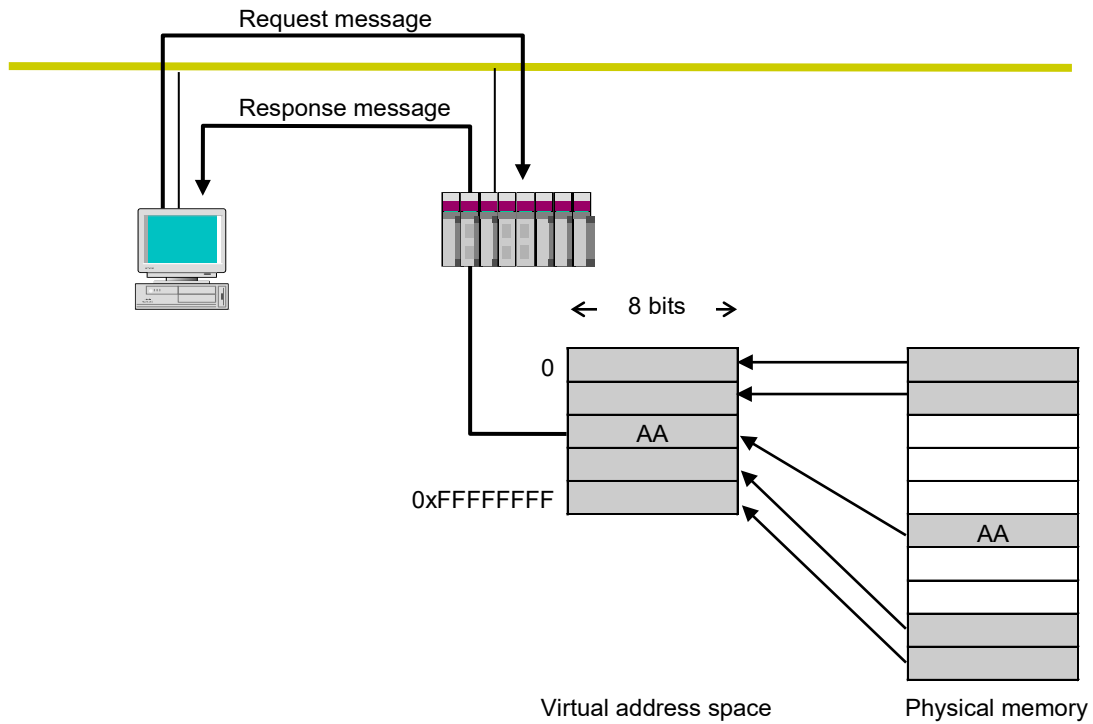 Request message
Response message
8 bits
0
AA
0xFFFFFFFF
AA
Virtual address space
Physical memory